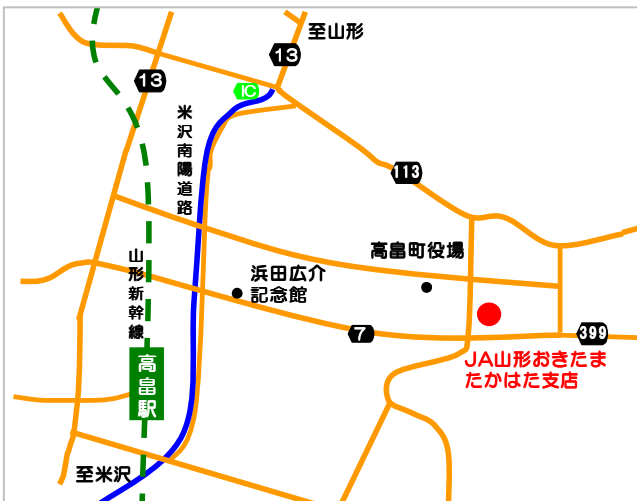 至山形
13
13
IC
米沢南陽道路
113
高畠町役場
山形新幹線
浜田広介
記念館
7
399
高畠駅
JA山形おきたま
たかはた支店
至米沢